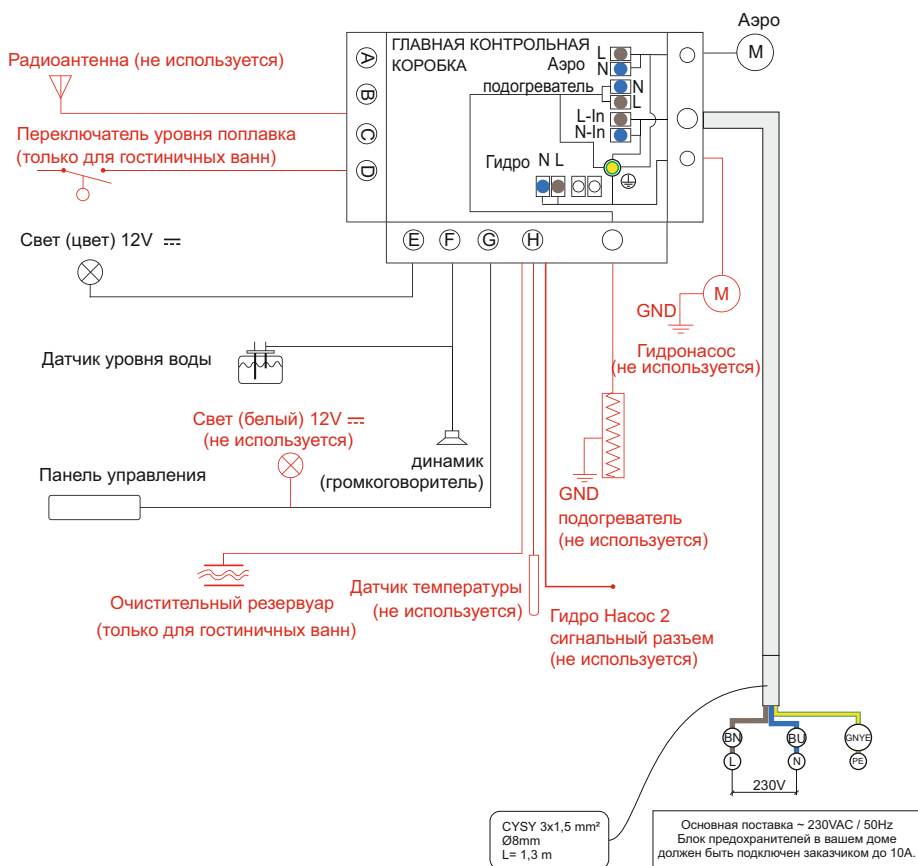 Аэро
M
ГЛАВНАЯ КОНТРОЛЬНАЯ
КОРОБКА
A
B
C
D
L
Аэро
N
подогреватель
N
L
L-In
N-In
Гидро N L
Радиоантенна (не используется)
Переключатель уровня поплавка
(только для гостиничных ванн)
E
F
G
H
Свет (цвет) 12V
M
GND
Гидронасос
(не используется)
Датчик уровня воды
Свет (белый) 12V
(не используется)
динамик
(громкоговоритель)
Панель управления
GND
подогреватель
(не используется)
Датчик температуры
(не используется)
Очистительный резервуар
(только для гостиничных ванн)
Гидро Насос 2
сигнальный разъем
(не используется)
BN
BU
GNYE
L
N
PE
230V
CYSY 3x1,5 mm²
Ø8mm
L= 1,3 m
Основная поставка ~ 230VAC / 50Hz
Блок предохранителей в вашем доме
должен быть подключен заказчиком до 10A.